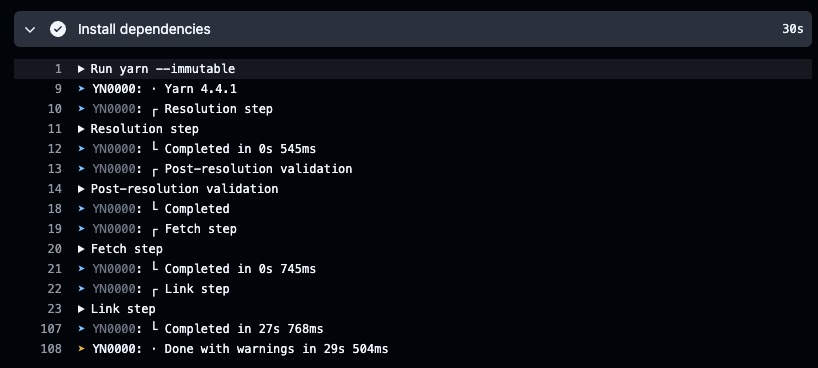 Install dependencies 30s
1 ▶ Run yarn --immutable
9 ➤ YN0000: · Yarn 4.4.1
10 ➤ YN0000: ┌ Resolution step
11 ▶ Resolution step
12 ➤ YN0000: └ Completed in 0s 545ms
13 ➤ YN0000: ┌ Post-resolution validation
14 ▶ Post-resolution validation
18 ➤ YN0000: └ Completed
19 ➤ YN0000: ┌ Fetch step
20 ▶ Fetch step
21 ➤ YN0000: └ Completed in 0s 745ms
22 ➤ YN0000: ┌ Link step
23 ▶ Link step
107 ➤ YN0000: └ Completed in 27s 768ms
108 ➤ YN0000: · Done with warnings in 29s 504ms